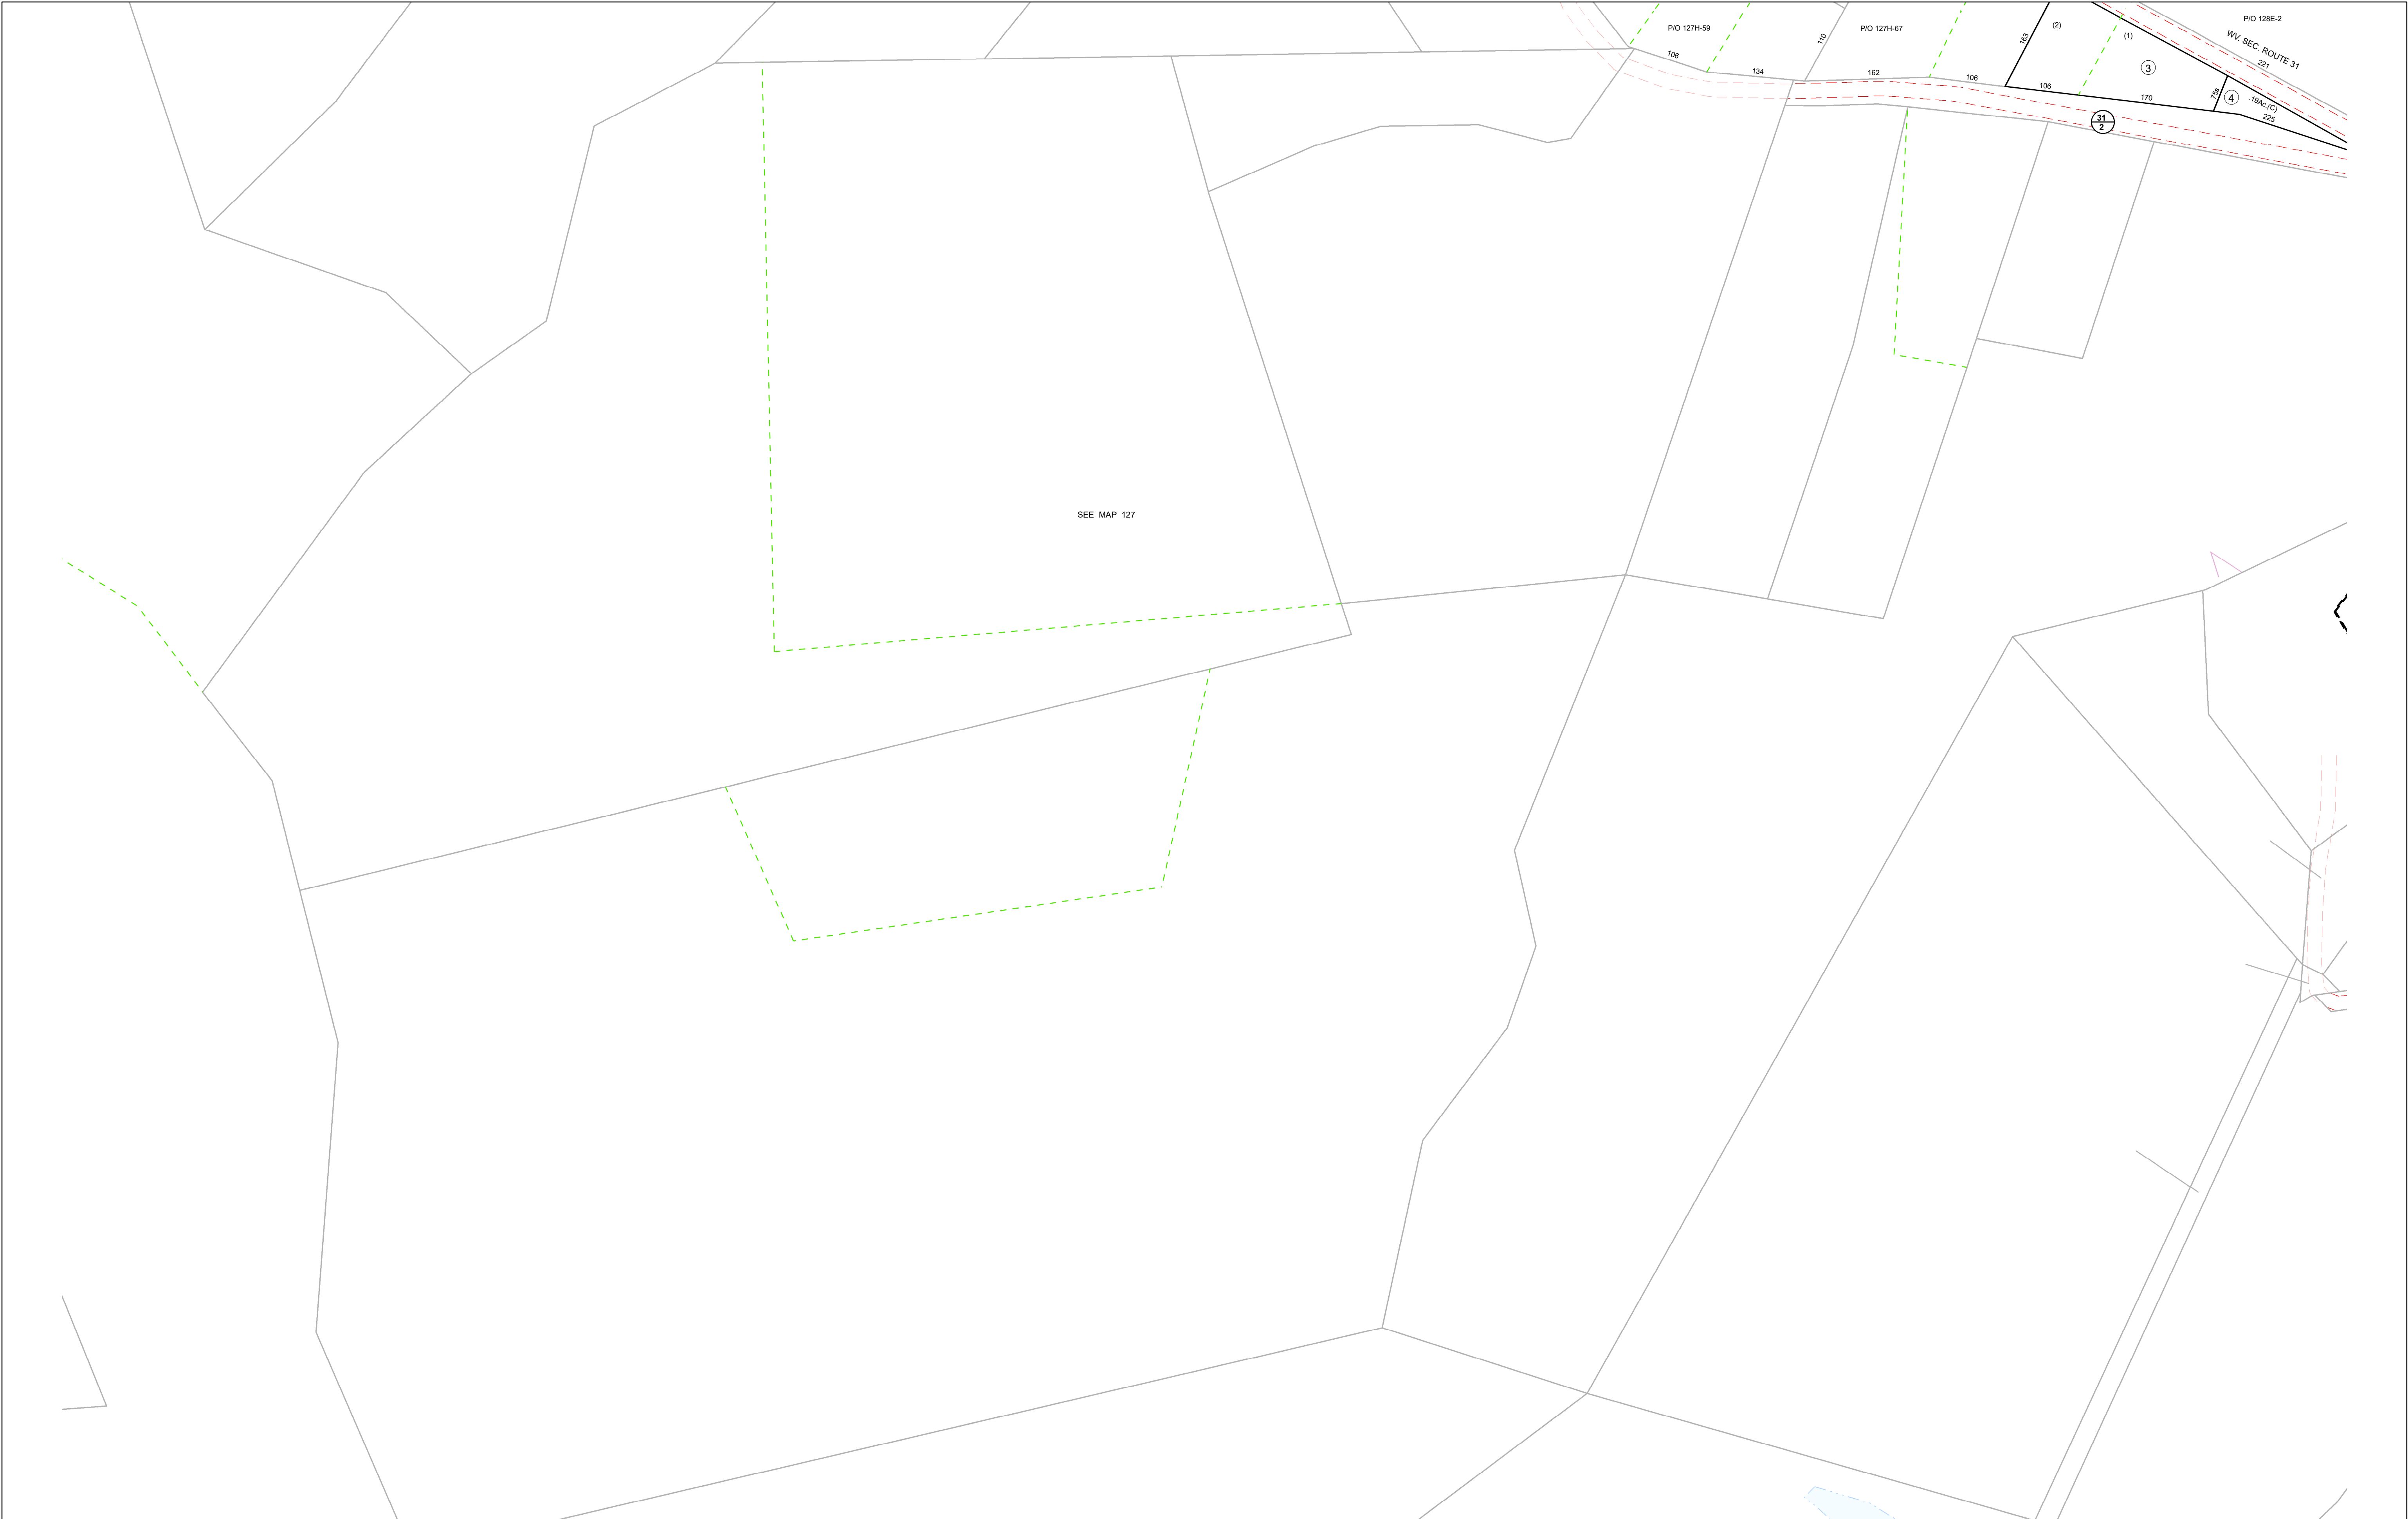 P/O 127H-59
P/O 127H-67
P/O 128E-2
(2)
(1)
WV. SEC. ROUTE 31
221
110
163
3
106
134
162
106
106
170
75s
4
.19Ac.(C)
225
31
2
SEE MAP 127